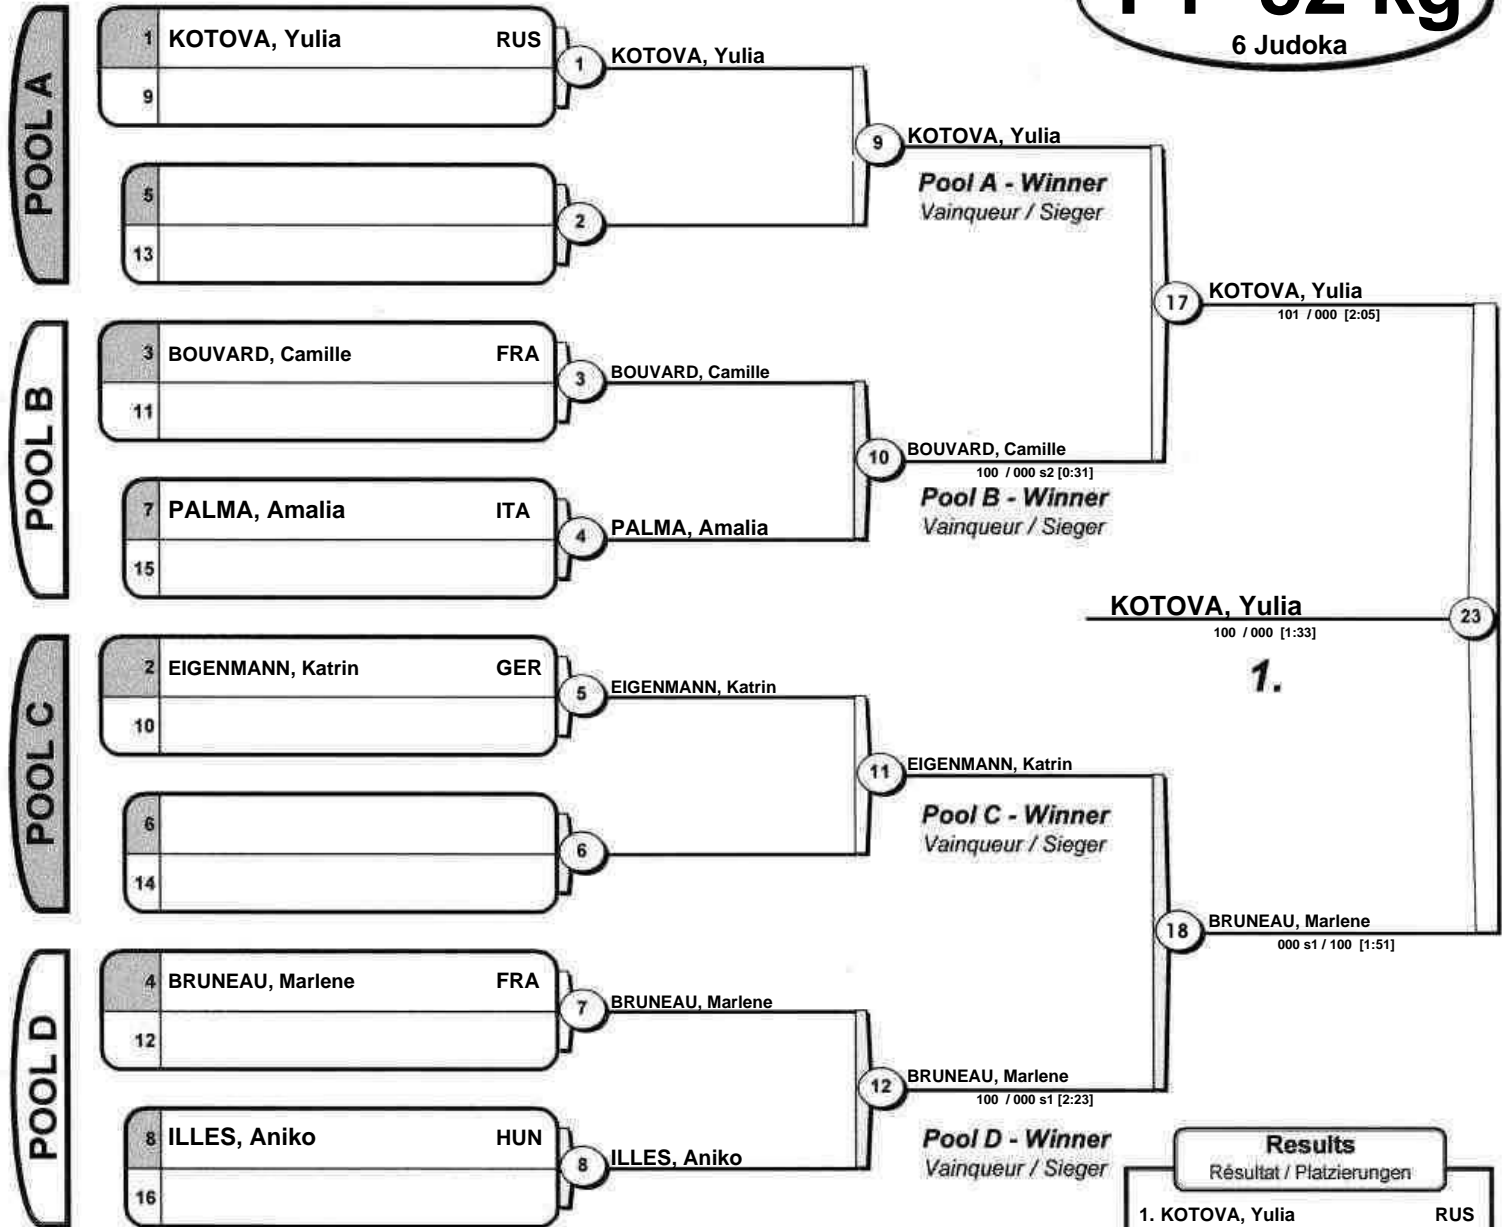 6 Judoka
POOL A
1 KOTOVA, Yulia RUS
9
5
13
1 KOTOVA, Yulia
2
9 KOTOVA, Yulia
Pool A - Winner
Vainqueur / Sieger
POOL B
3 BOUVARD, Camille FRA
11
7 PALMA, Amalia ITA
15
3 BOUVARD, Camille
4 PALMA, Amalia
10 BOUVARD, Camille
100 / 000 s2 [0:31]
Pool B - Winner
Vainqueur / Sieger
17 KOTOVA, Yulia
101 / 000 [2:05]
KOTOVA, Yulia 23
100 / 000 [1:33]
1.
POOL C
2 EIGENMANN, Katrin GER
10
6
14
5 EIGENMANN, Katrin
6
11 EIGENMANN, Katrin
Pool C - Winner
Vainqueur / Sieger
18 BRUNEAU, Marlene
000 s1 / 100 [1:51]
POOL D
4 BRUNEAU, Marlene FRA
12
8 ILLES, Aniko HUN
16
7 BRUNEAU, Marlene
8 ILLES, Aniko
12 BRUNEAU, Marlene
100 / 000 s1 [2:23]
Pool D - Winner
Vainqueur / Sieger
Results
Résultat / Platzierungen
1. KOTOVA, Yulia RUS